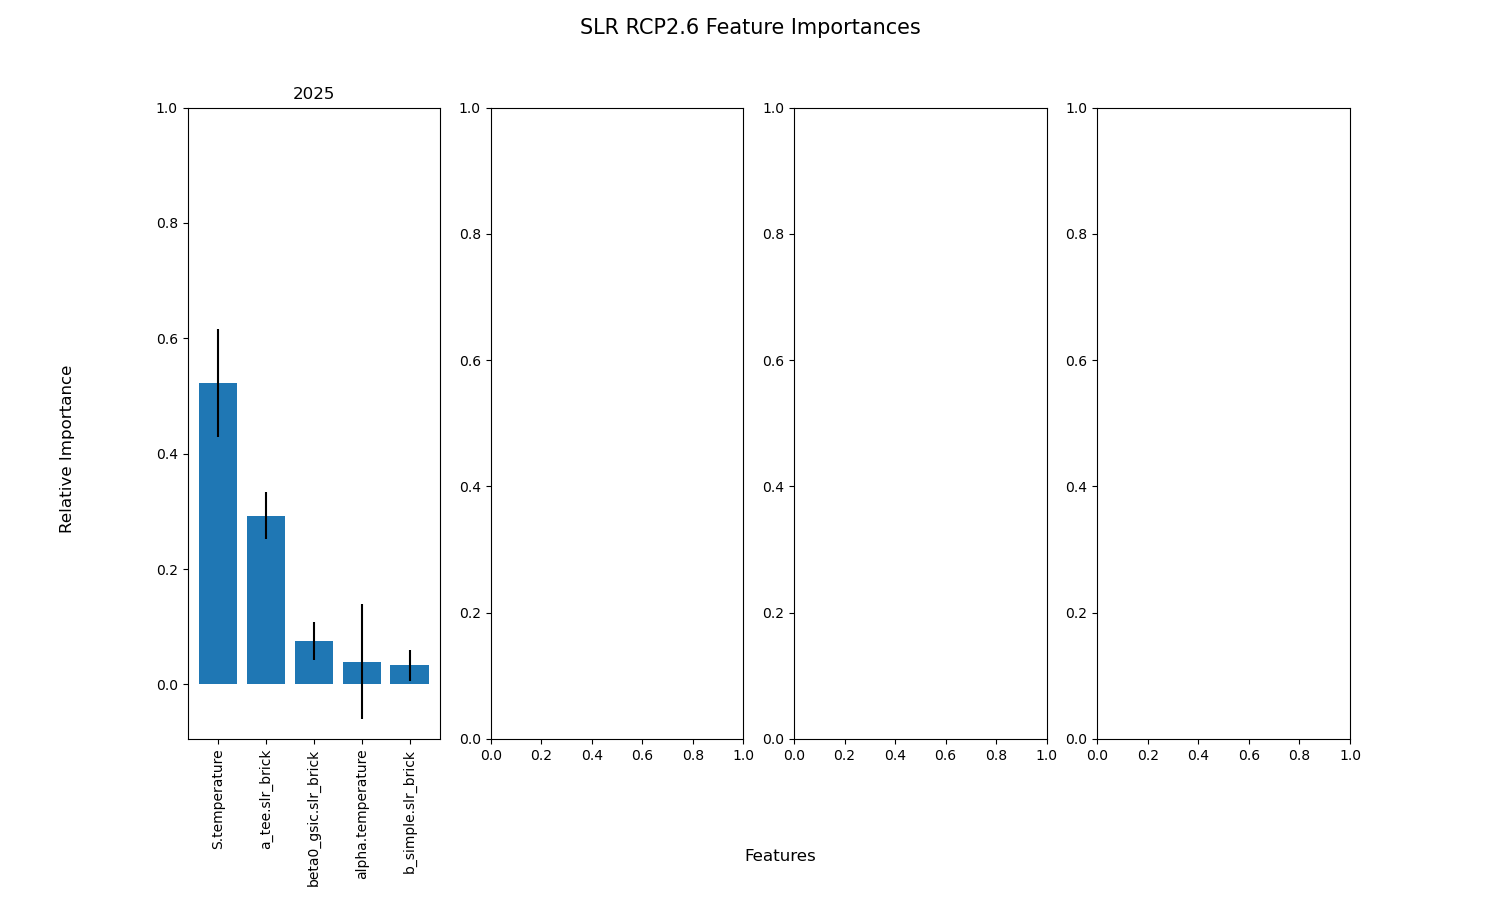 SLR RCP2.6 Feature Importances
2025
1.0
0.8
0.6
0.4
0.2
0.0
S.temperature
a_tee.slr_brick
beta0_gsic.slr_brick
alpha.temperature
b_simple.slr_brick
1.0
0.8
0.6
0.4
0.2
0.0
0.0 0.2 0.4 0.6 0.8 1.0
1.0
0.8
0.6
0.4
0.2
0.0
0.0 0.2 0.4 0.6 0.8 1.0
1.0
0.8
0.6
0.4
0.2
0.0
0.0 0.2 0.4 0.6 0.8 1.0
Relative Importance
Features